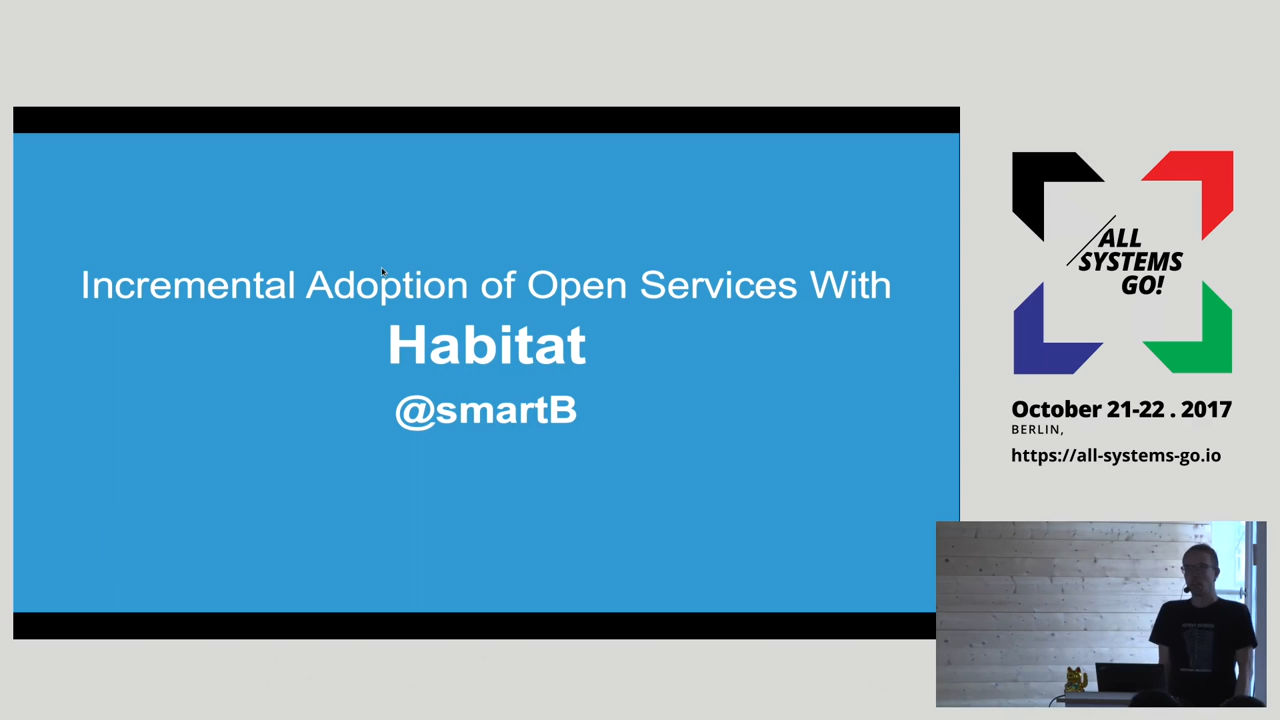 Incremental Adoption of Open Services With
Habitat
@smartB
/ALL
SYSTEMS
GO!
October 21-22 . 2017
BERLIN,
https://all-systems-go.io